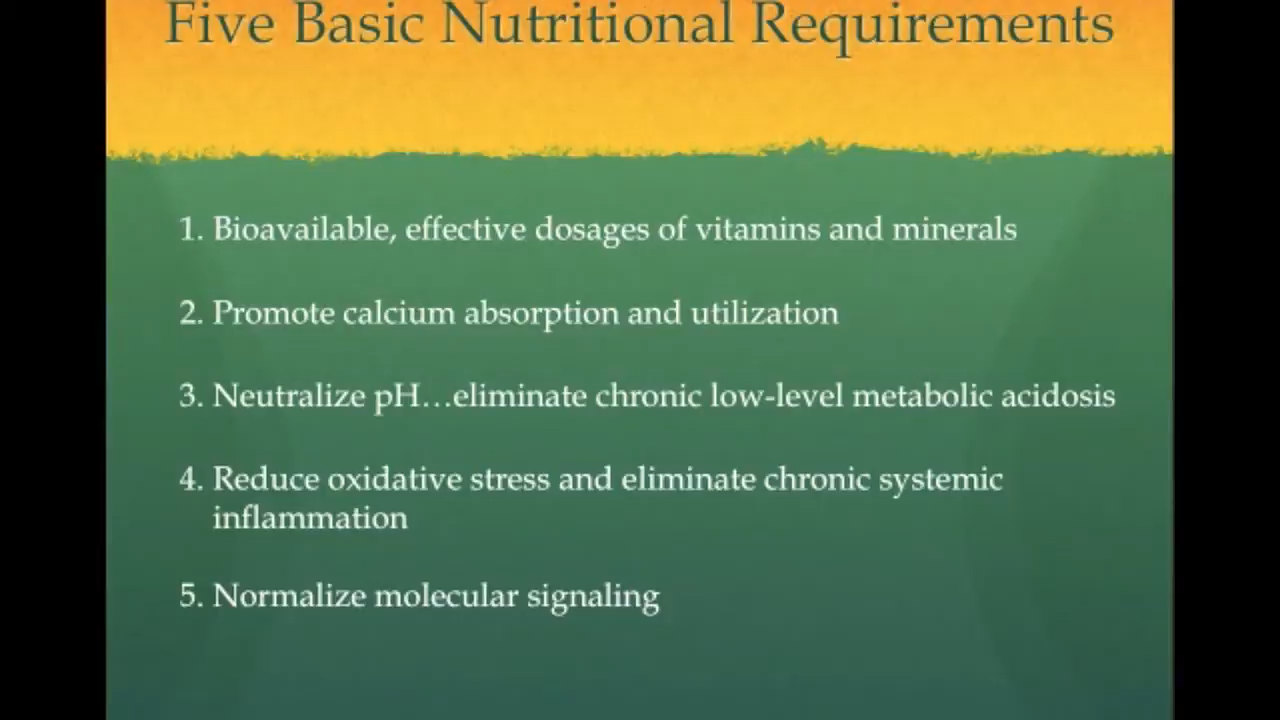 Five Basic Nutritional Requirements
1. Bioavailable, effective dosages of vitamins and minerals
2. Promote calcium absorption and utilization
3. Neutralize pH…eliminate chronic low-level metabolic acidosis
4. Reduce oxidative stress and eliminate chronic systemic
inflammation
5. Normalize molecular signaling